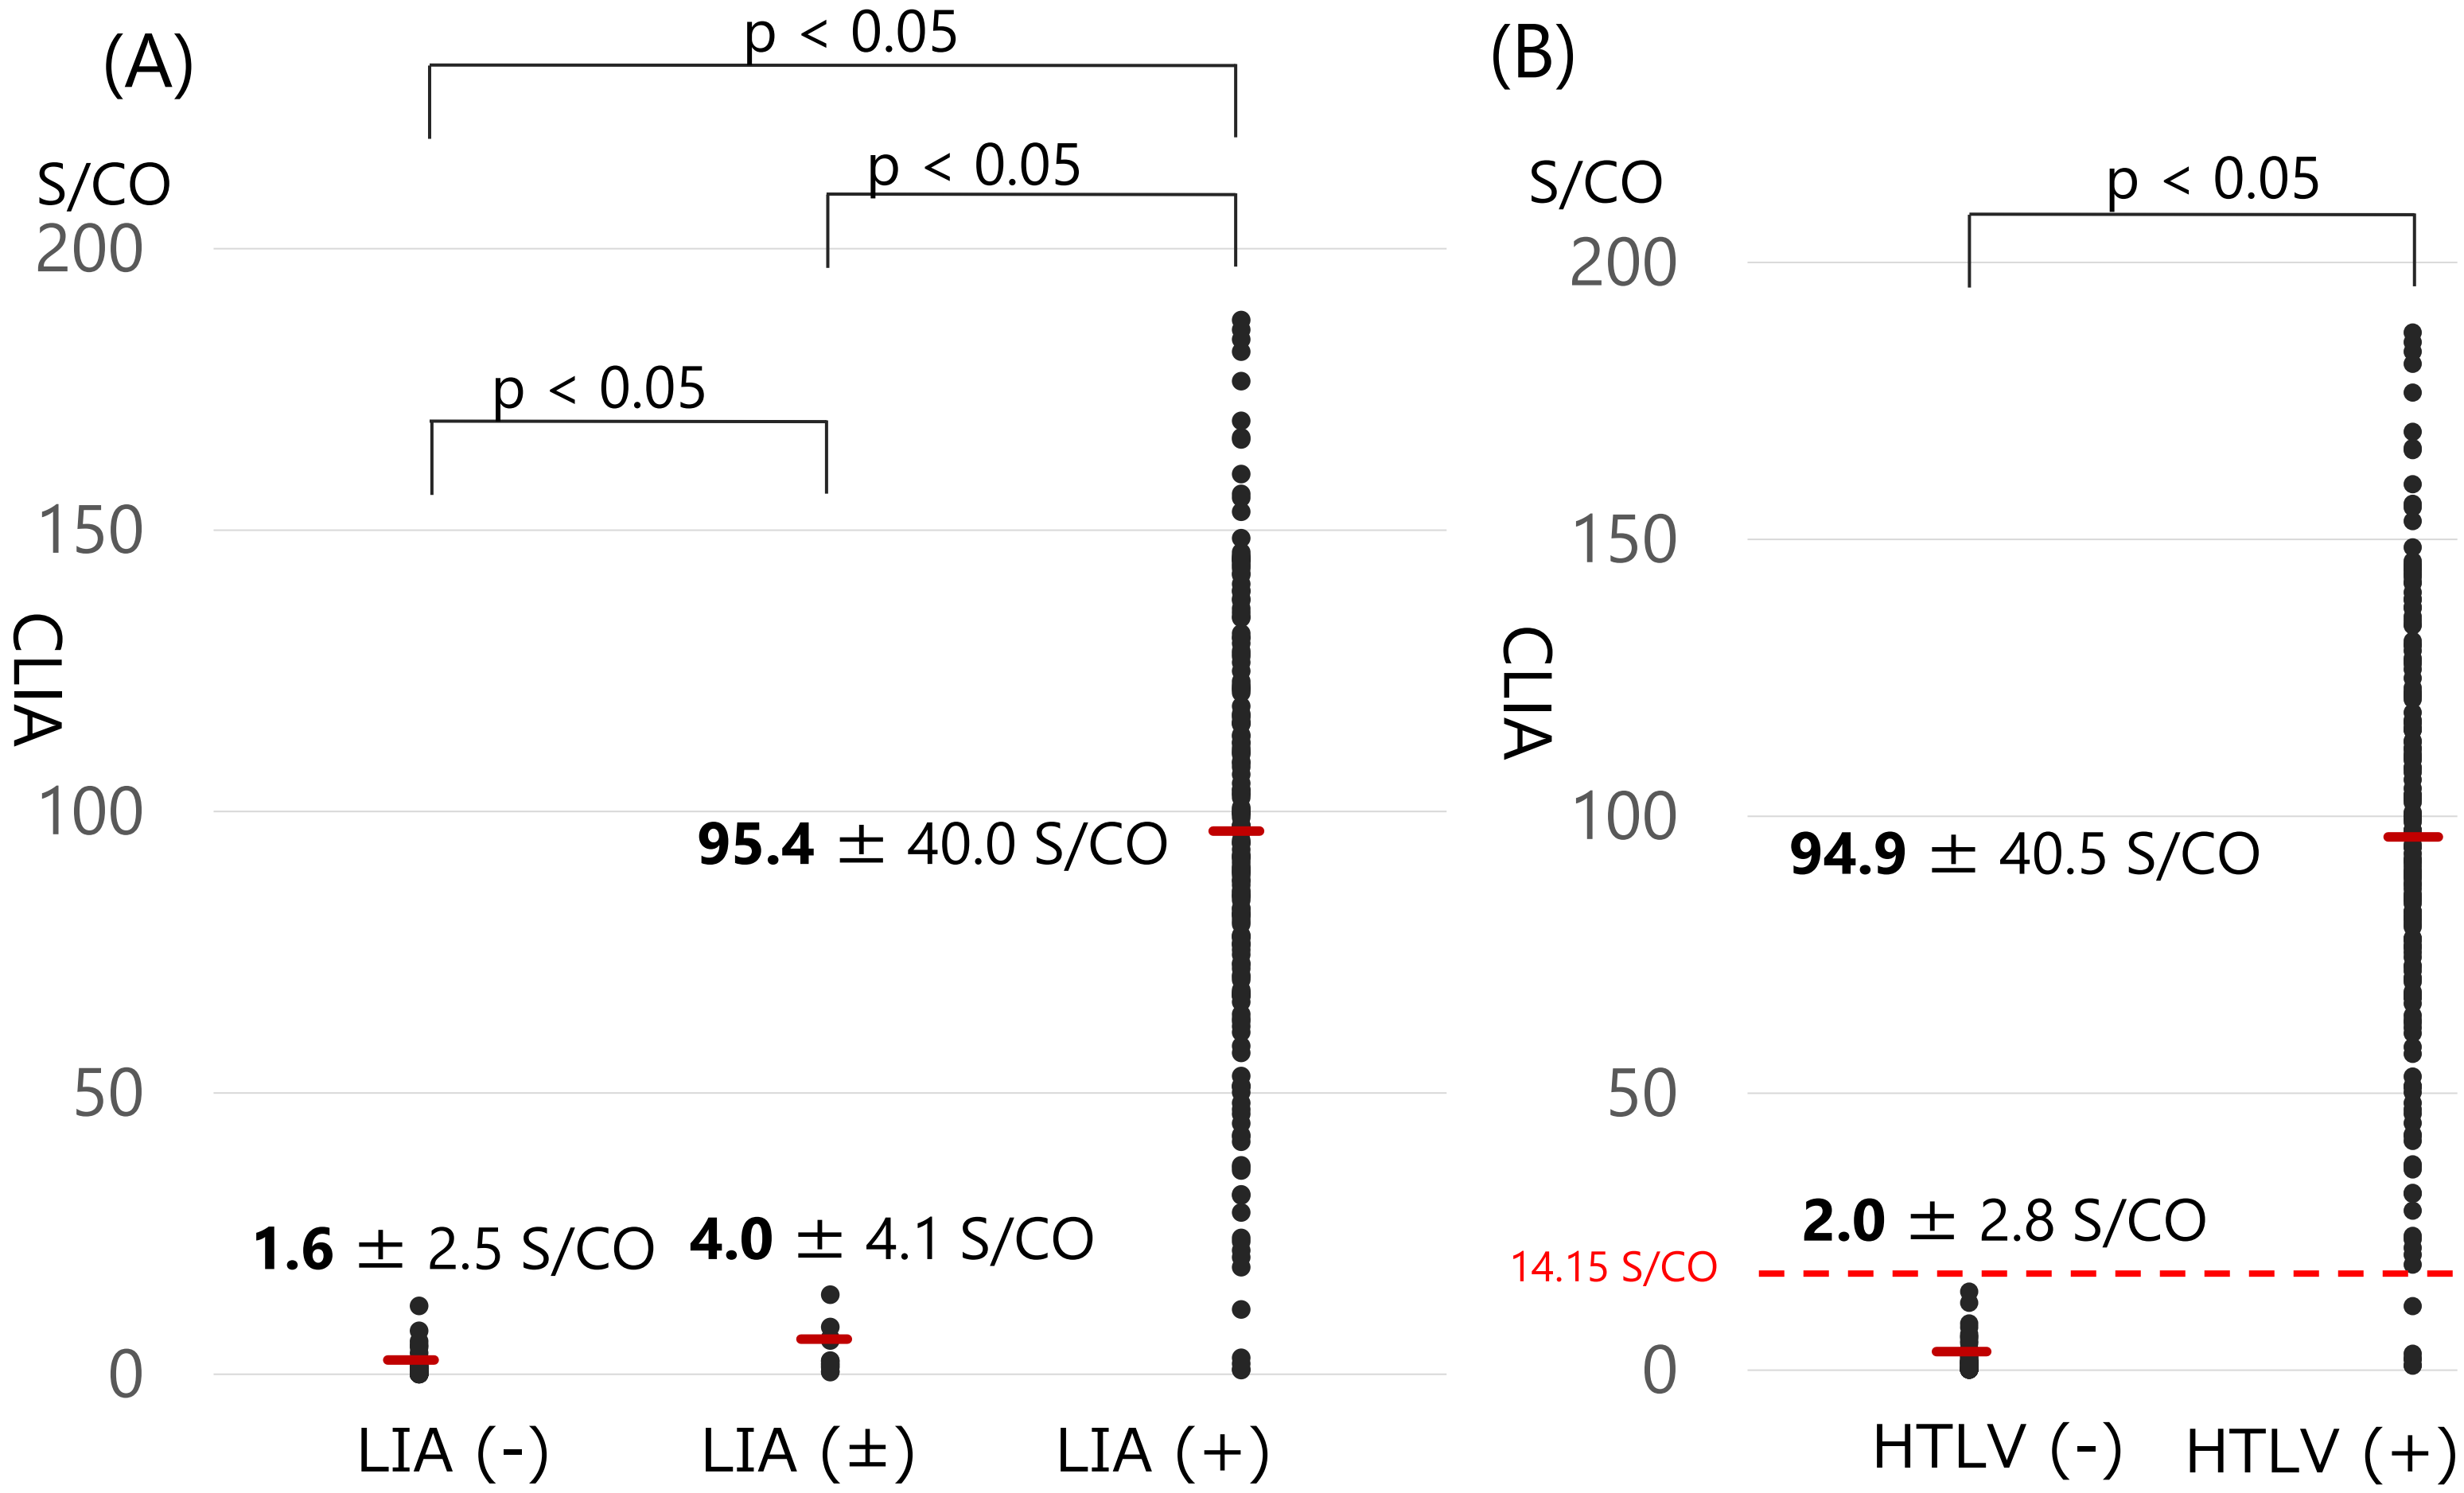 (A)
p < 0.05
p < 0.05
S/CO
200
p < 0.05
150
CLIA
100
95.4 ± 40.0 S/CO
50
1.6 ± 2.5 S/CO
4.0 ± 4.1 S/CO
0
LIA (-)
LIA (±)
LIA (+)
(B)
S/CO
p < 0.05
200
150
CLIA
100
94.9 ± 40.5 S/CO
50
2.0 ± 2.8 S/CO
14.15 S/CO
0
HTLV (-)
HTLV (+)